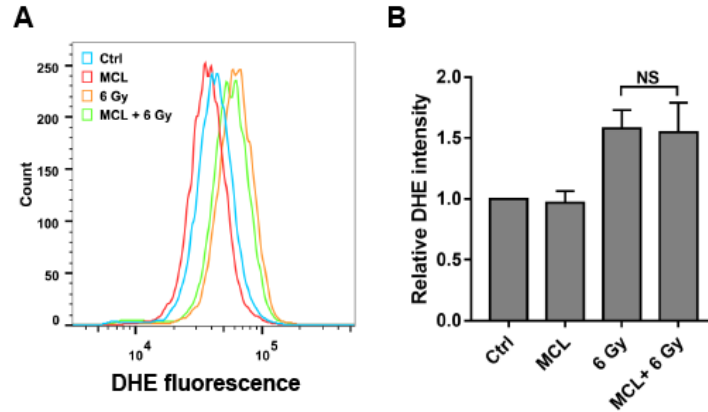 A
Ctrl
MCL
6 Gy
MCL + 6 Gy
250
200
150
100
50
0
Count
10^4
10^5
DHE fluorescence
B
NS
2.0
1.5
1.0
0.5
0.0
Relative DHE intensity
Ctrl
MCL
6 Gy
MCL+ 6 Gy